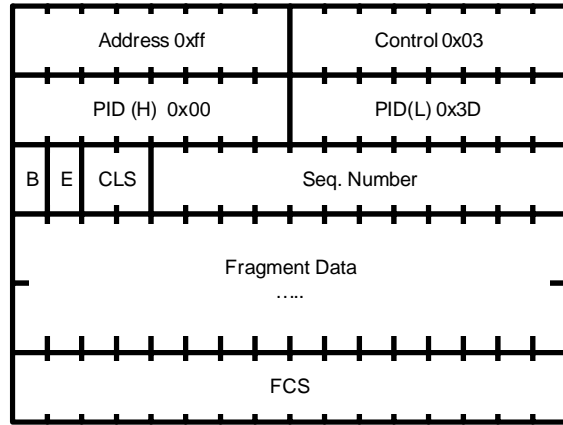 Address 0xff Control 0x03
PID (H) 0x00 PID(L) 0x3D
B E CLS Seq. Number
Fragment Data
.....
FCS